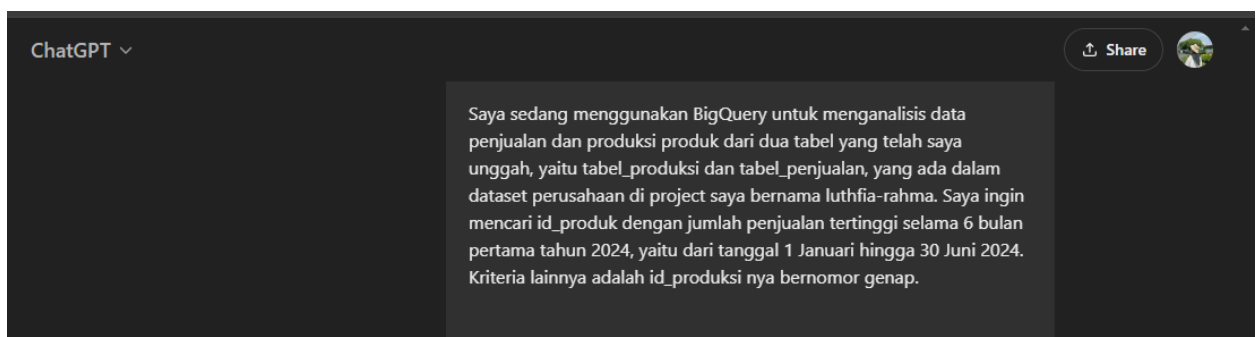 ChatGPT
Share
Saya sedang menggunakan BigQuery untuk menganalisis data
penjualan dan produksi produk dari dua tabel yang telah saya
unggah, yaitu tabel_produksi dan tabel_penjualan, yang ada dalam
dataset perusahaan di project saya bernama luthfia-rahma. Saya ingin
mencari id_produk dengan jumlah penjualan tertinggi selama 6 bulan
pertama tahun 2024, yaitu dari tanggal 1 Januari hingga 30 Juni 2024.
Kriteria lainnya adalah id_produksi nya bernomor genap.